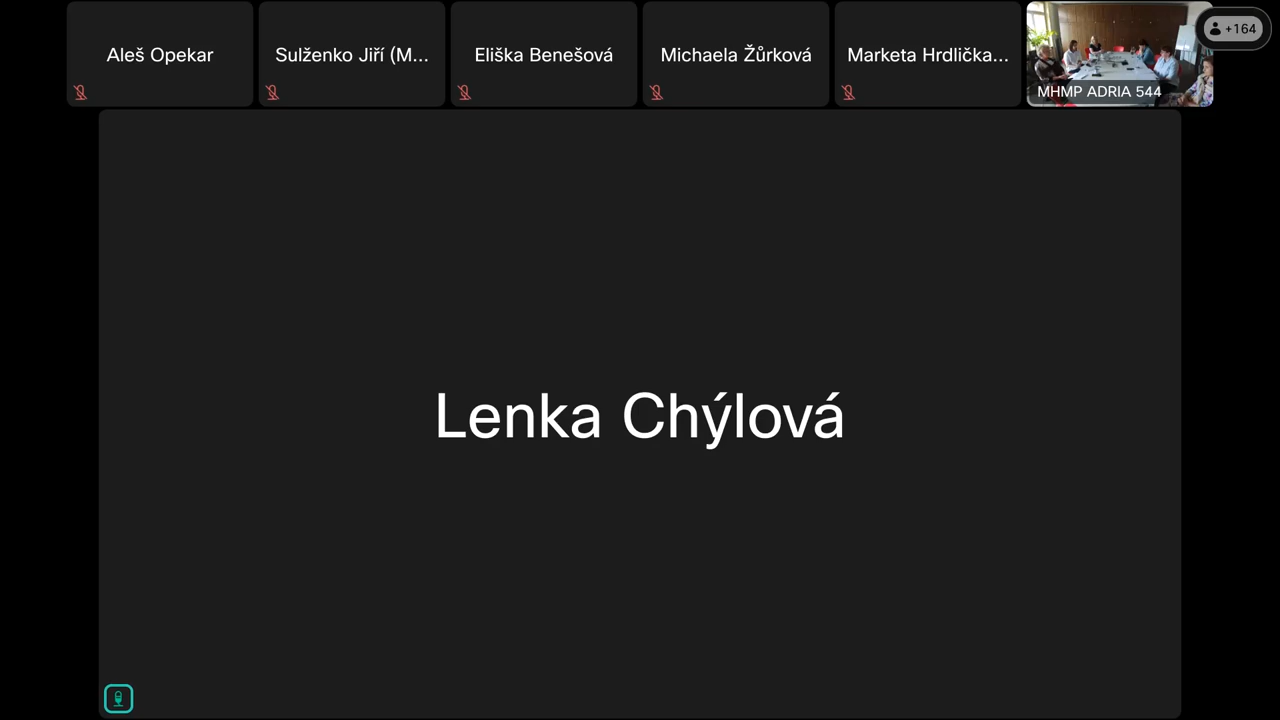 Aleš Opekar
Sulženko Jiří (M...
Eliška Benešová
Michaela Žůrková
Marketa Hrdlička...
+164
MHMP ADRIA 544
Lenka Chýlová